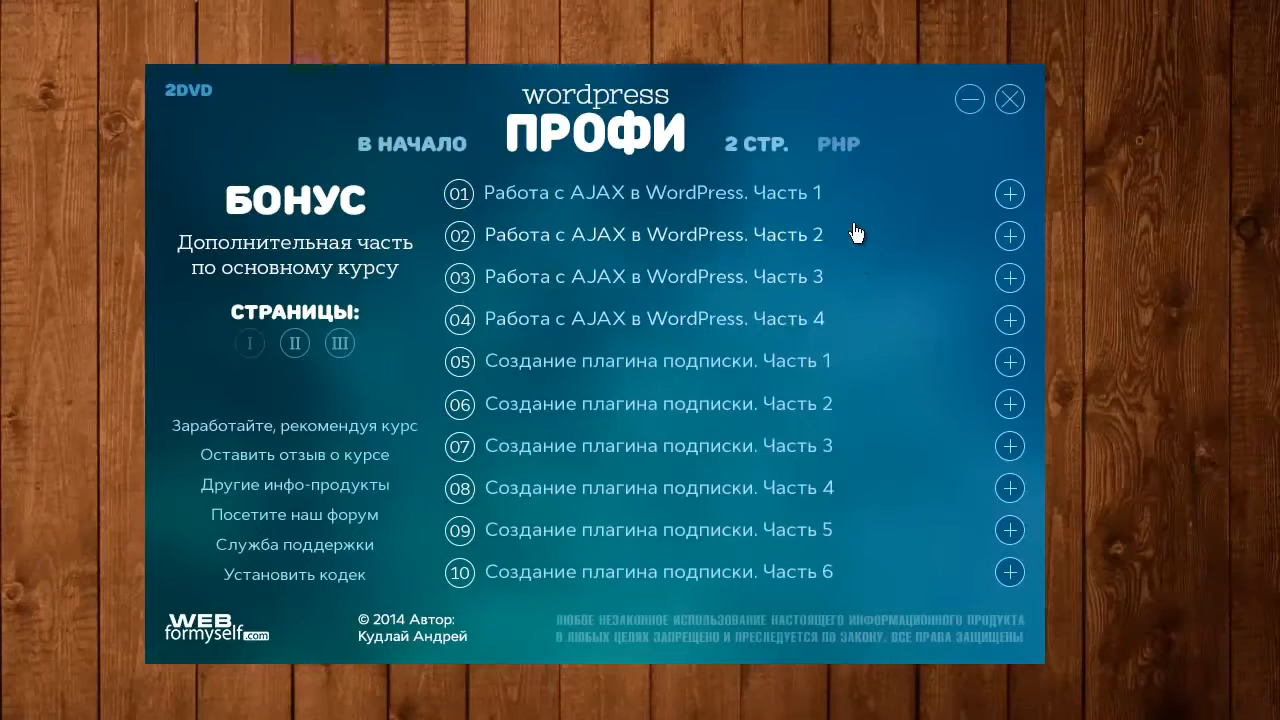 2DVD
wordpress
ПРОФИ
В НАЧАЛО
2 СТР.
PHP
БОНУС
Дополнительная часть
по основному курсу
СТРАНИЦЫ:
I II III
Заработайте, рекомендуя курс
Оставить отзыв о курсе
Другие инфо-продукты
Посетите наш форум
Служба поддержки
Установить кодек
01 Работа с AJAX в WordPress. Часть 1
02 Работа с AJAX в WordPress. Часть 2
03 Работа с AJAX в WordPress. Часть 3
04 Работа с AJAX в WordPress. Часть 4
05 Создание плагина подписки. Часть 1
06 Создание плагина подписки. Часть 2
07 Создание плагина подписки. Часть 3
08 Создание плагина подписки. Часть 4
09 Создание плагина подписки. Часть 5
10 Создание плагина подписки. Часть 6
WEB
formyself.com
© 2014 Автор:
Кудлай Андрей
ЛЮБОЕ НЕЗАКОННОЕ ИСПОЛЬЗОВАНИЕ НАСТОЯЩЕГО ИНФОРМАЦИОННОГО ПРОДУКТА
В ЛЮБЫХ ЦЕЛЯХ ЗАПРЕЩЕНО И ПРЕСЛЕДУЕТСЯ ПО ЗАКОНУ. ВСЕ ПРАВА ЗАЩИЩЕНЫ